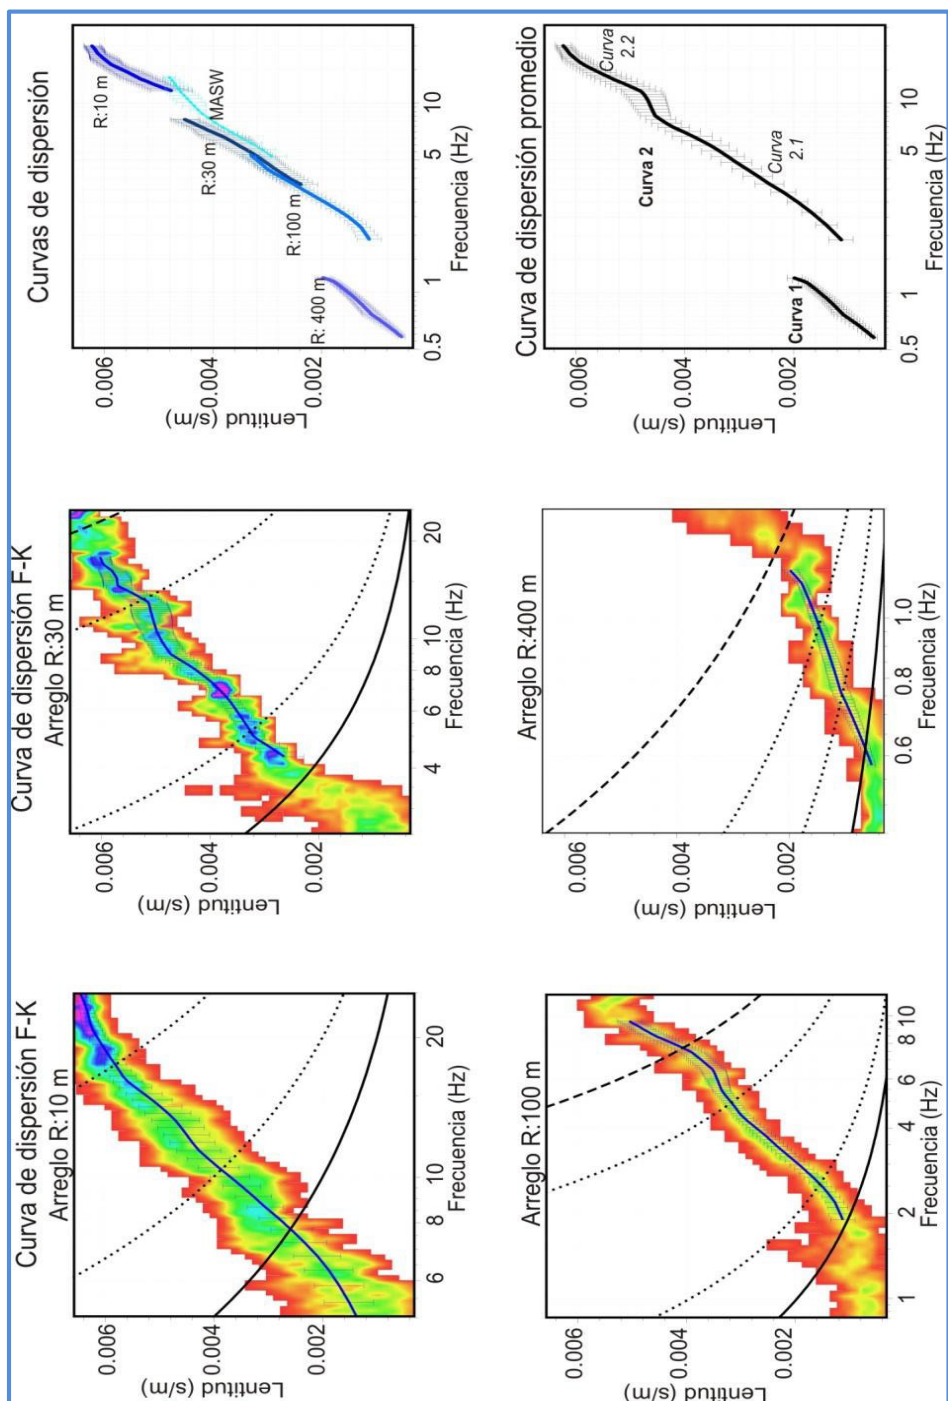 Curva de dispersión F-K
Arreglo R:10 m
Lentitud (s/m)
0.006
0.004
0.002
6 8 10 20
Frecuencia (Hz)
Curva de dispersión F-K
Arreglo R:30 m
Lentitud (s/m)
0.006
0.004
0.002
4 6 8 10 20
Frecuencia (Hz)
Curvas de dispersión
Lentitud (s/m)
0.006
0.004
0.002
R:10 m
MASW
R:30 m
R:100 m
R: 400 m
0.5 1 5 10
Frecuencia (Hz)
Arreglo R:100 m
Lentitud (s/m)
0.006
0.004
0.002
1 2 4 6 8 10
Frecuencia (Hz)
Arreglo R:400 m
Lentitud (s/m)
0.006
0.004
0.002
0.6 0.8 1.0
Frecuencia (Hz)
Curva de dispersión promedio
Lentitud (s/m)
0.006
0.004
0.002
Curva
2.2
Curva 2
Curva
2.1
Curva 1
0.5 1 5 10
Frecuencia (Hz)